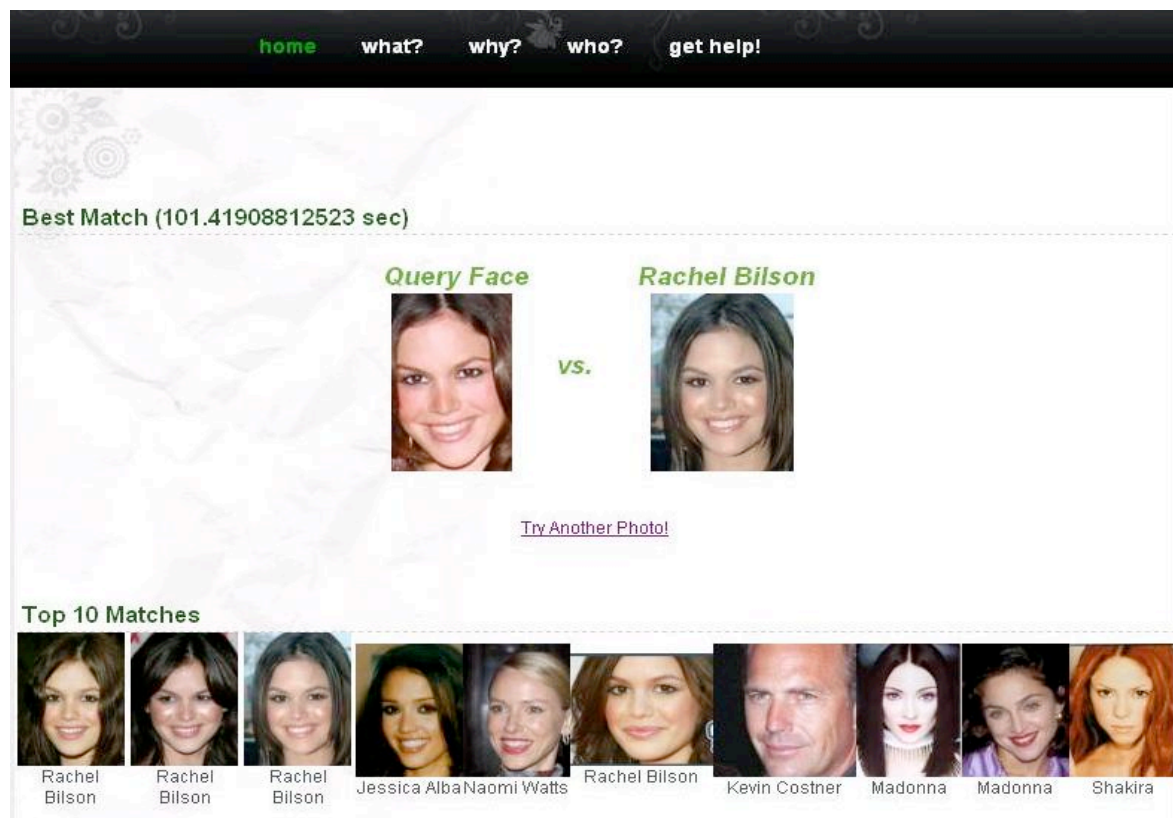 home what? why? who? get help!
Best Match (101.41908812523 sec)
Query Face Rachel Bilson
vs.
Try Another Photo!
Top 10 Matches
Rachel Bilson
Rachel Bilson
Rachel Bilson
Jessica Alba
Naomi Watts
Rachel Bilson
Kevin Costner
Madonna
Madonna
Shakira